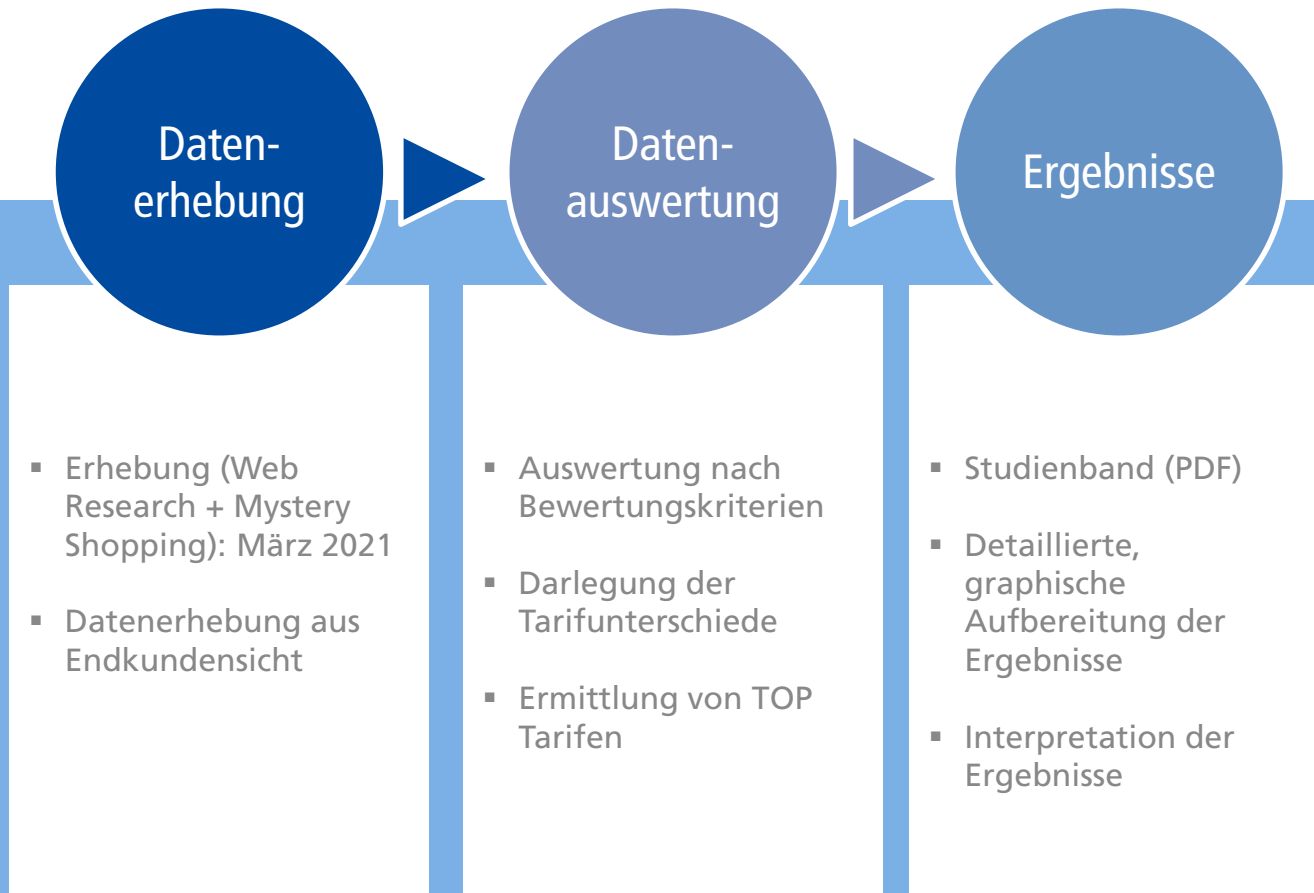 Daten-
erhebung
▪ Erhebung (Web
Research + Mystery
Shopping): März 2021
▪ Datenerhebung aus
Endkundensicht
Daten-
auswertung
▪ Auswertung nach
Bewertungskriterien
▪ Darlegung der
Tarifunterschiede
▪ Ermittlung von TOP
Tarifen
Ergebnisse
▪ Studienband (PDF)
▪ Detaillierte,
graphische
Aufbereitung der
Ergebnisse
▪ Interpretation der
Ergebnisse